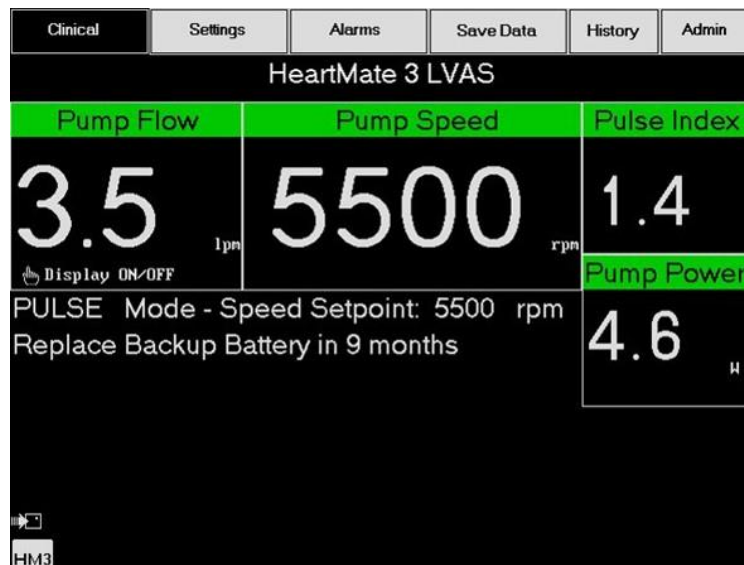 Clinical Settings Alarms Save Data History Admin
HeartMate 3 LVAS
Pump Flow Pump Speed Pulse Index
3.5 lpm 5500 rpm 1.4
Display ON/OFF
Pump Power
PULSE Mode - Speed Setpoint: 5500 rpm
4.6 W
Replace Backup Battery in 9 months
HM3